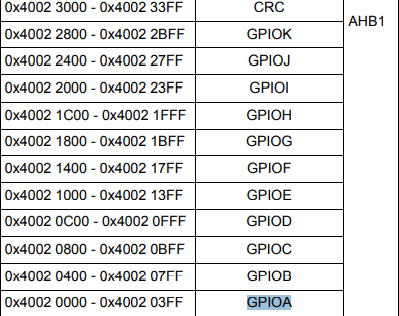 0x4002 3000 - 0x4002 33FF CRC AHB1
0x4002 2800 - 0x4002 2BFF GPIOK
0x4002 2400 - 0x4002 27FF GPIOJ
0x4002 2000 - 0x4002 23FF GPIOI
0x4002 1C00 - 0x4002 1FFF GPIOH
0x4002 1800 - 0x4002 1BFF GPIOG
0x4002 1400 - 0x4002 17FF GPIOF
0x4002 1000 - 0x4002 13FF GPIOE
0x4002 0C00 - 0x4002 0FFF GPIOD
0x4002 0800 - 0x4002 0BFF GPIOC
0x4002 0400 - 0x4002 07FF GPIOB
0x4002 0000 - 0x4002 03FF GPIOA